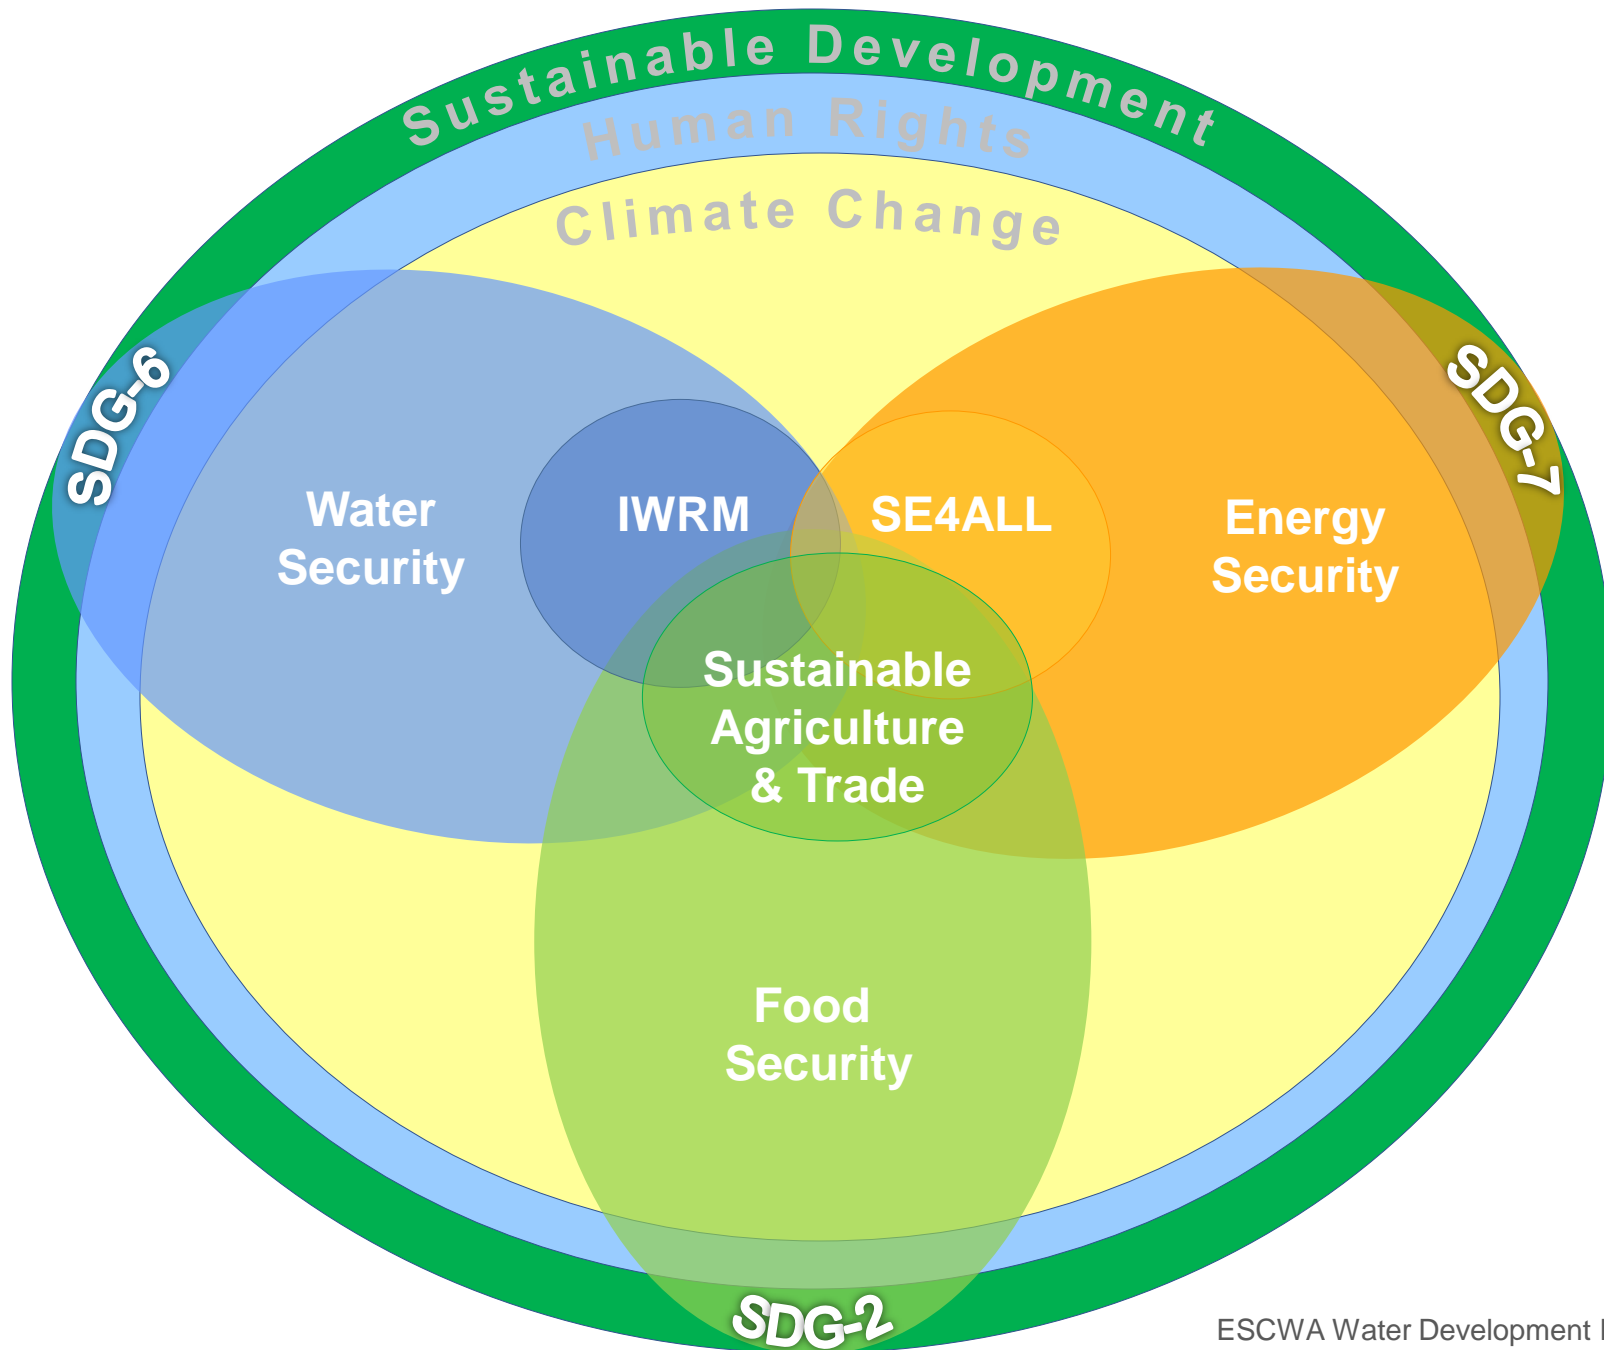 Sustainable Development
Human Rights
Climate Change
SDG-6
SDG-7
Water
Security
IWRM
SE4ALL
Energy
Security
Sustainable
Agriculture
& Trade
Food
Security
SDG-2
ESCWA Water Development